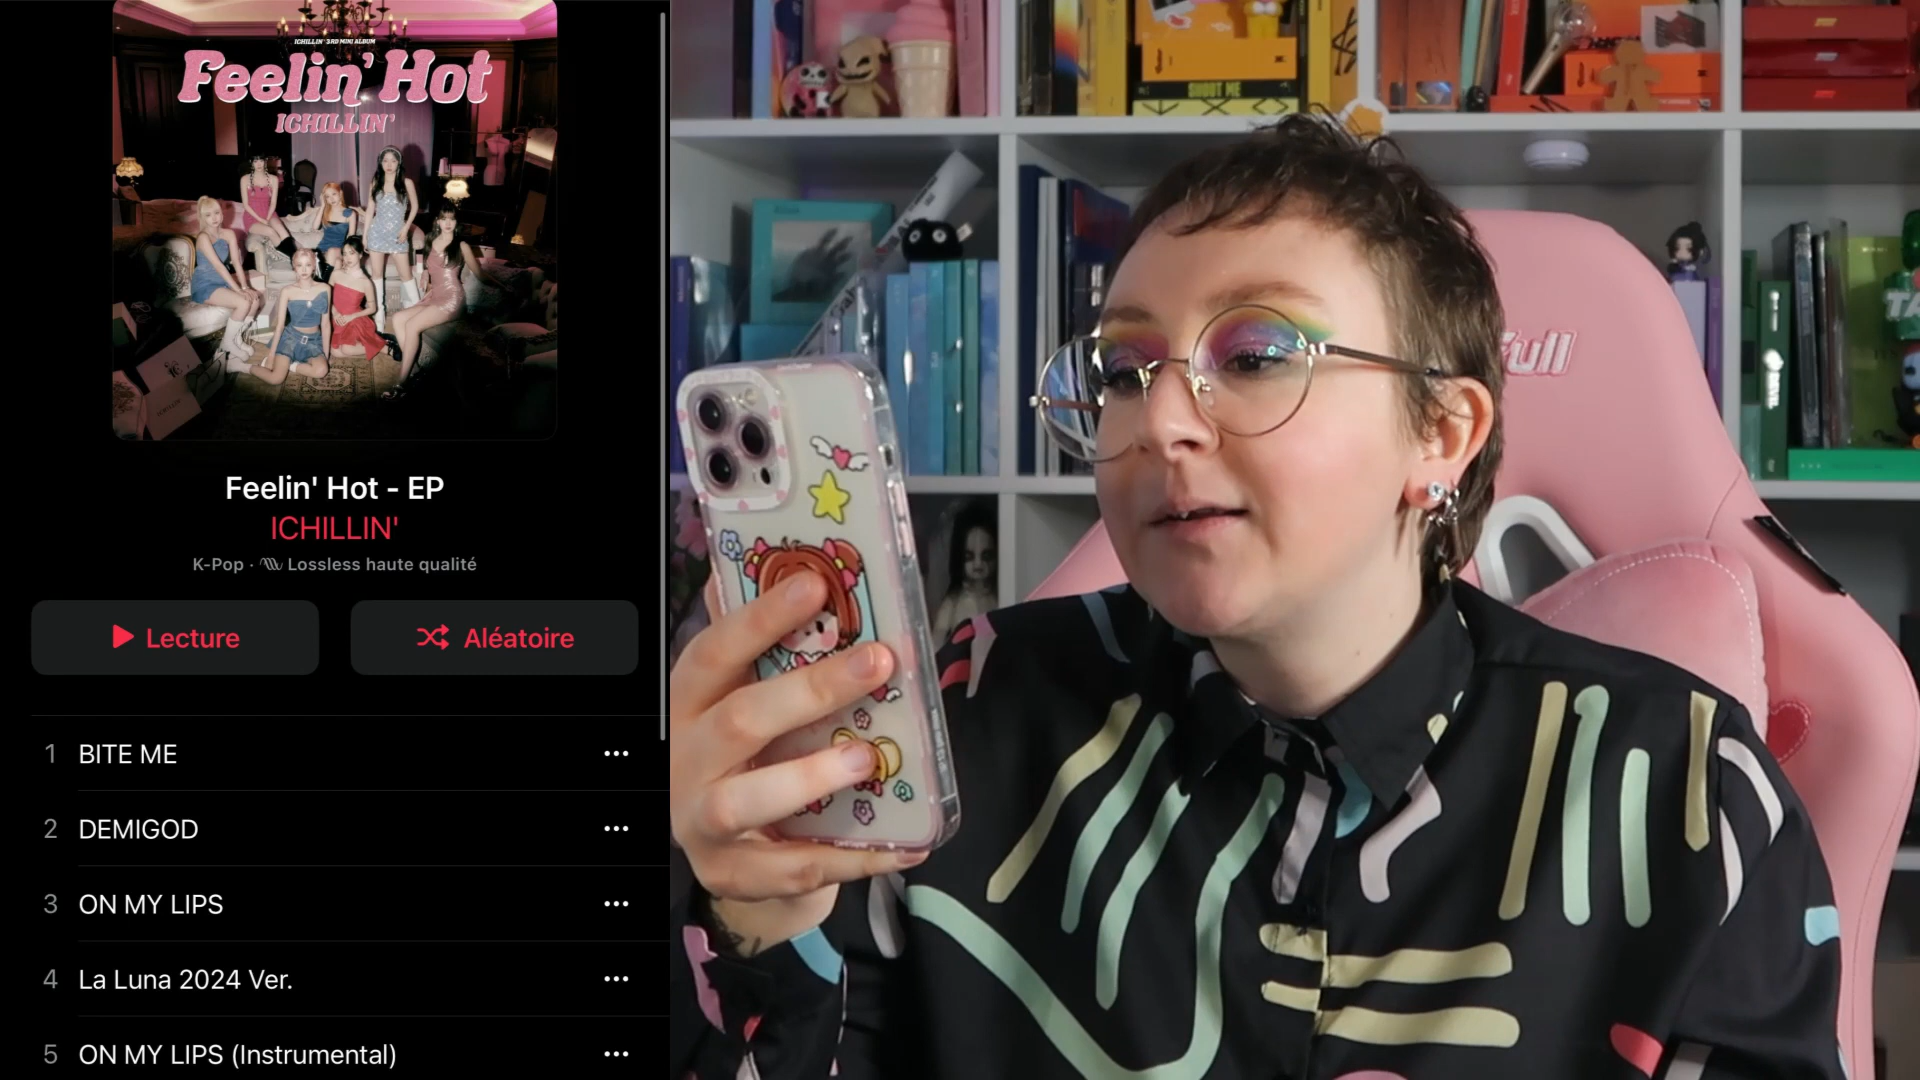 ICHILLIN' 3RD MINI ALBUM
Feelin' Hot
ICHILLIN'
Feelin' Hot - EP
ICHILLIN'
K-Pop · Lossless haute qualité
Lecture
Aléatoire
1 BITE ME
2 DEMIGOD
3 ON MY LIPS
4 La Luna 2024 Ver.
5 ON MY LIPS (Instrumental)
SHOUT ME